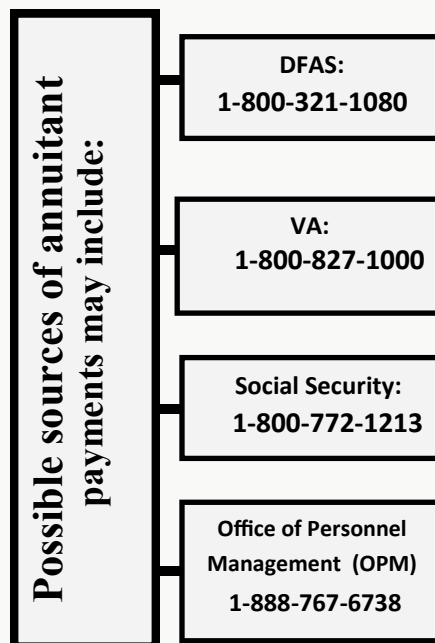 Possible sources of annuitant
payments may include:
DFAS:
1-800-321-1080
VA:
1-800-827-1000
Social Security:
1-800-772-1213
Office of Personnel
Management (OPM)
1-888-767-6738